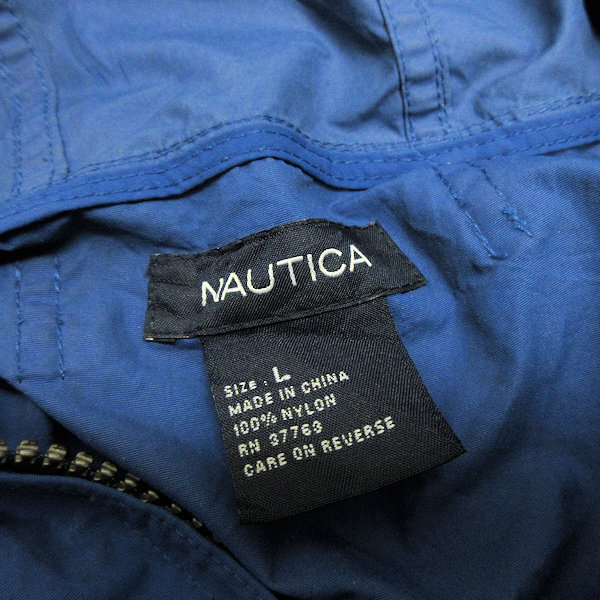 NAUTICA
SIZE : L
MADE IN CHINA
100% NYLON
RN 37763
CARE ON REVERSE